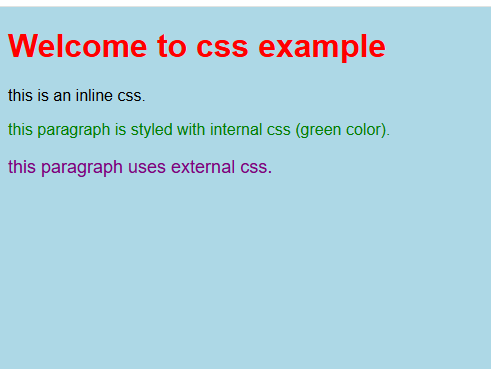 Welcome to css example
this is an inline css.
this paragraph is styled with internal css (green color).
this paragraph uses external css.